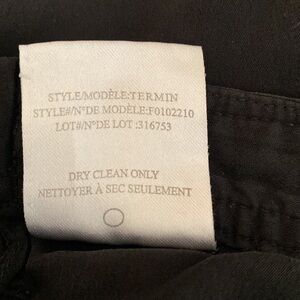 STYLE/MODÈLE:TERMIN
STYLE#/N°DE MODÈLE:F0102210
LOT#/N°DE LOT :316753
DRY CLEAN ONLY
NETTOYER À SEC SEULEMENT